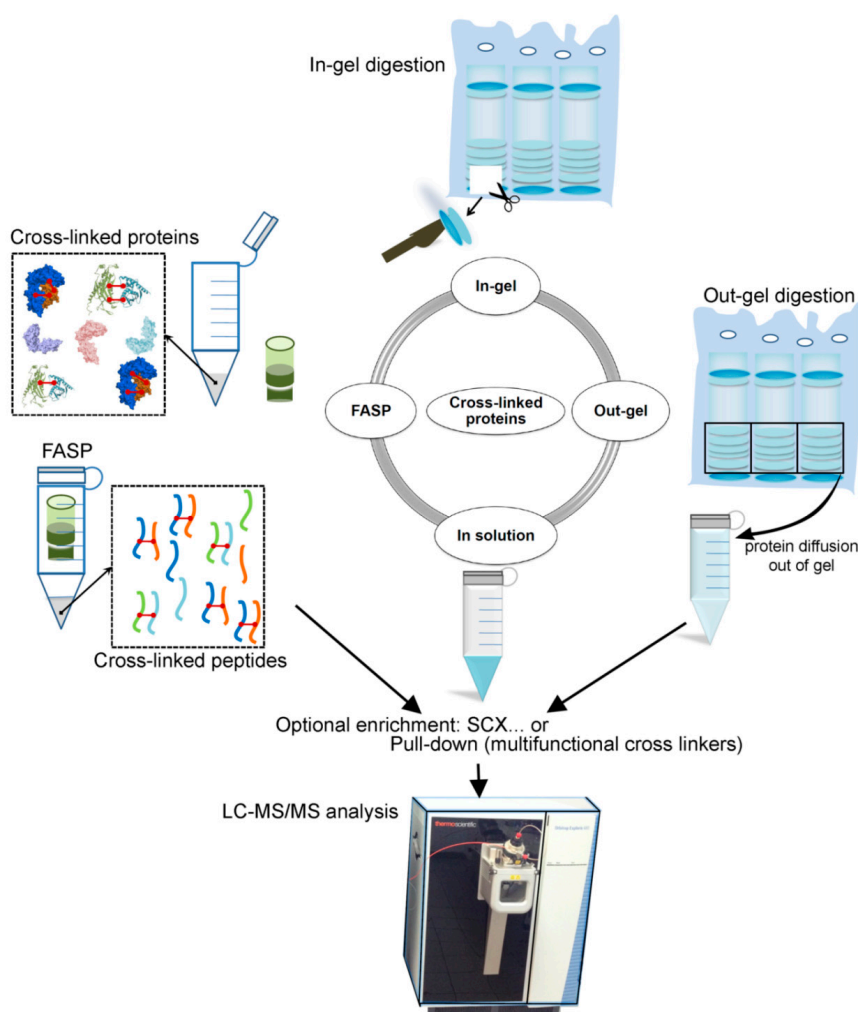 In-gel digestion
Cross-linked proteins
In-gel
Out-gel digestion
FASP
Cross-linked
proteins
Out-gel
FASP
In solution
protein diffusion
out of gel
Cross-linked peptides
Optional enrichment: SCX... or
Pull-down (multifunctional cross linkers)
LC-MS/MS analysis
thermoscientific